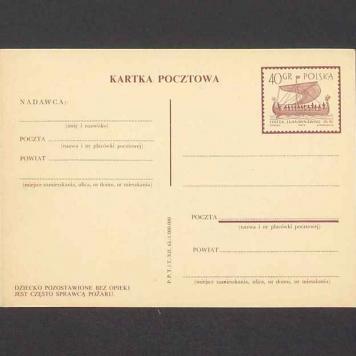 KARTKA POCZTOWA
40 GR POLSKA
NADAWCA:
(imię i nazwisko)
POCZTA
(nazwa i nr placówki pocztowej)
POWIAT
(miejsce zamieszkania, ulica, nr domu, nr mieszkania)
POCZTA
(nazwa i nr placówki pocztowej)
POWIAT
(miejsce zamieszkania, ulica, nr domu, nr mieszkania)
DZIECKO POZOSTAWIONE BEZ OPIEKI
JEST CZĘSTO SPRAWCĄ POŻARU.